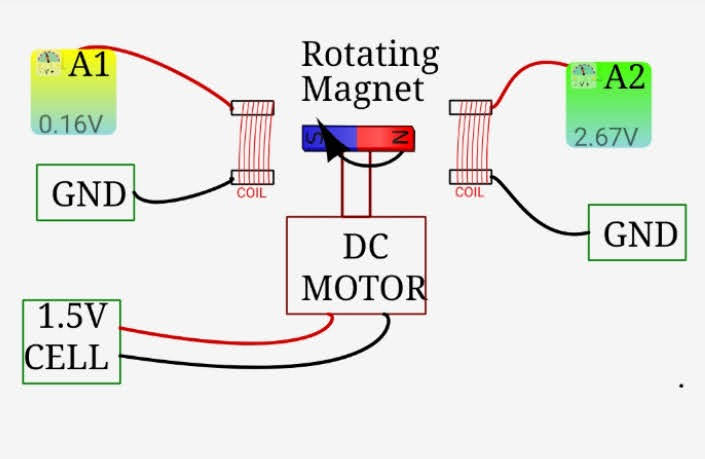 Rotating
Magnet
A1
0.16V
A2
2.67V
S
N
COIL
COIL
GND
GND
DC
MOTOR
1.5V
CELL